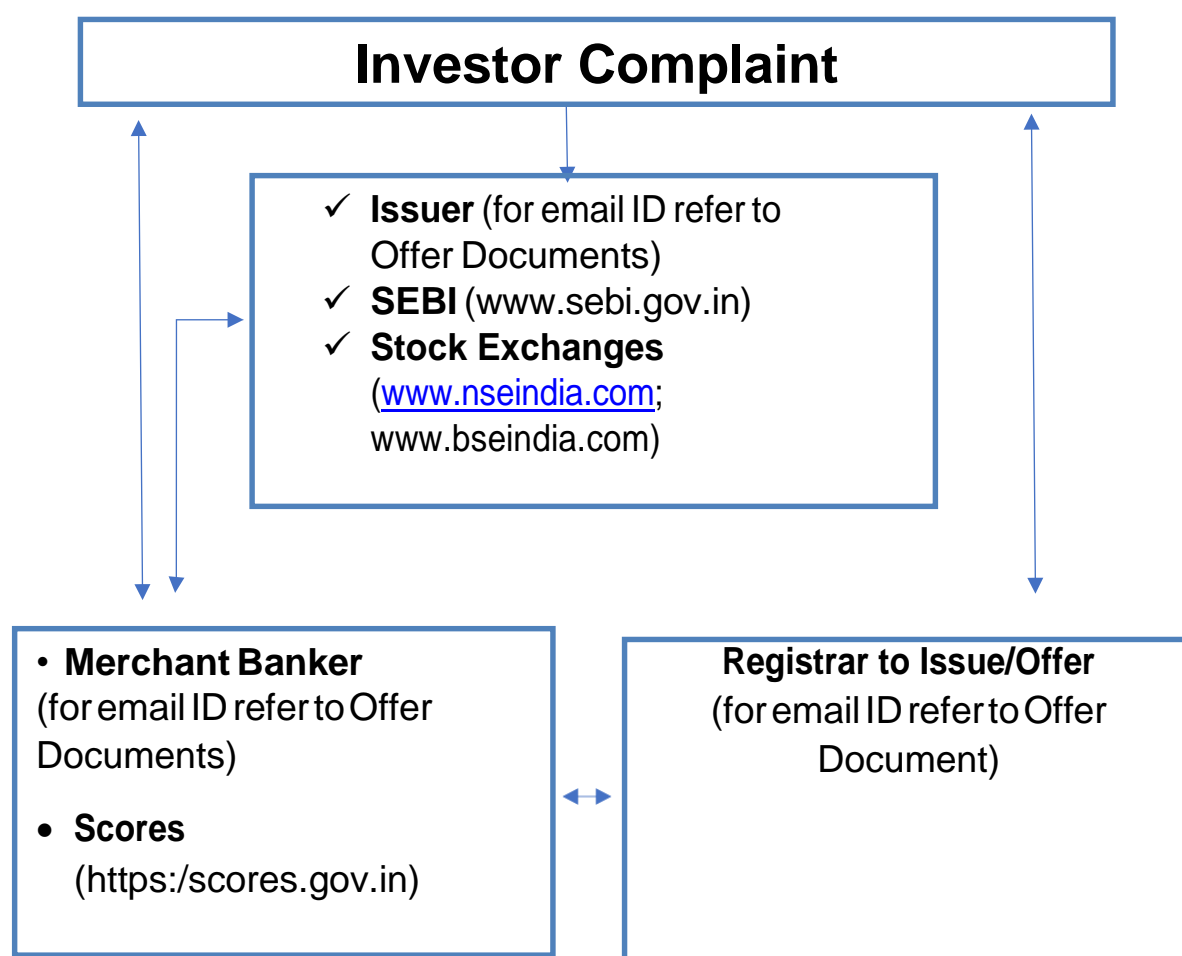 Investor Complaint
✓ Issuer (for email ID refer to
Offer Documents)
✓ SEBI (www.sebi.gov.in)
✓ Stock Exchanges
(www.nseindia.com;
www.bseindia.com)
• Merchant Banker
(for email ID refer to Offer
Documents)
• Scores
(https:/scores.gov.in)
Registrar to Issue/Offer
(for email ID refer to Offer
Document)